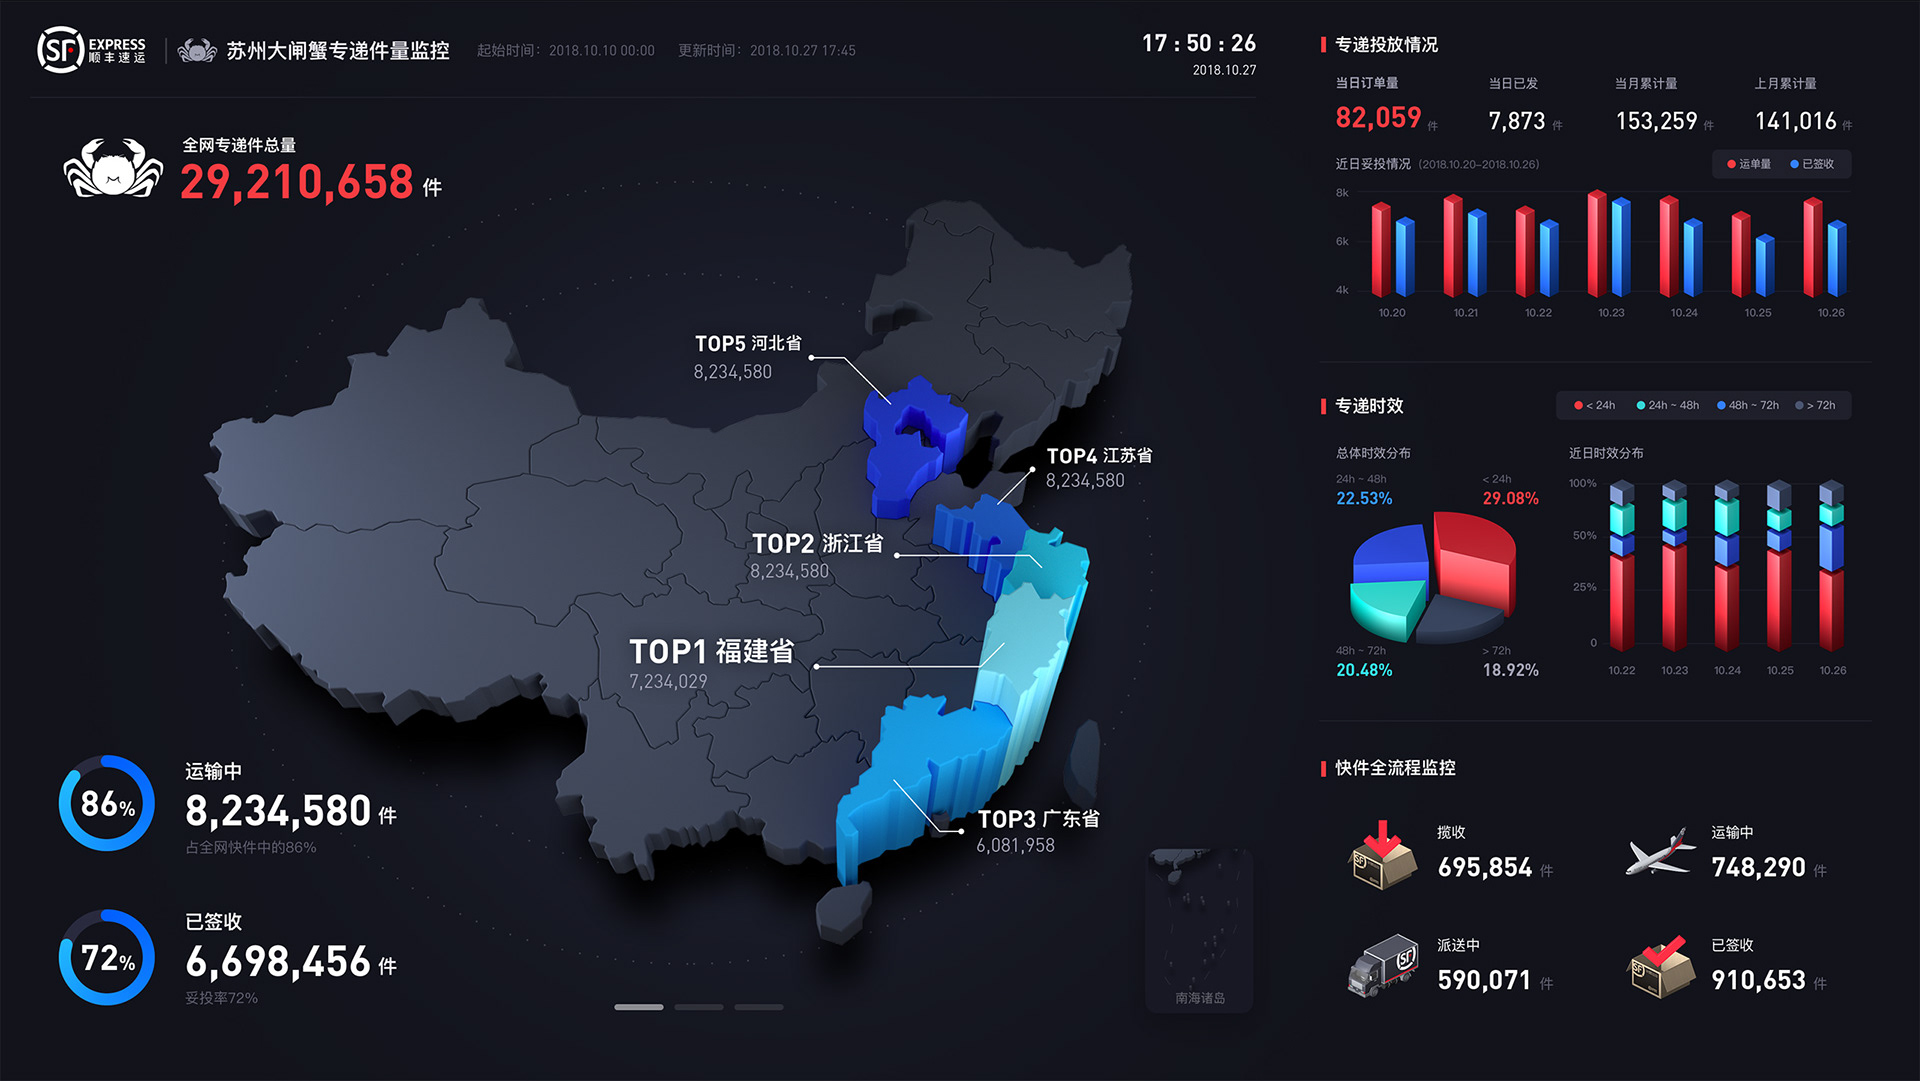 SF EXPRESS
顺丰速运
苏州大闸蟹专递件量监控
起始时间：2018.10.10 00:00
更新时间：2018.10.27 17:45
17 : 50 : 26
2018.10.27
全网专递件总量
29,210,658 件
TOP5 河北省
8,234,580
TOP4 江苏省
8,234,580
TOP2 浙江省
8,234,580
TOP1 福建省
7,234,029
TOP3 广东省
6,081,958
86%
运输中
8,234,580 件
占全网快件中的86%
72%
已签收
6,698,456 件
妥投率72%
南海诸岛
专递投放情况
当日订单量 当日已发 当月累计量 上月累计量
82,059 件 7,873 件 153,259 件 141,016 件
近日妥投情况 (2018.10.20–2018.10.26)
运单量 已签收
8k
6k
4k
10.20 10.21 10.22 10.23 10.24 10.25 10.26
专递时效
< 24h 24h ~ 48h 48h ~ 72h > 72h
总体时效分布
24h ~ 48h
22.53%
< 24h
29.08%
48h ~ 72h
20.48%
> 72h
18.92%
近日时效分布
100%
50%
25%
0
10.22 10.23 10.24 10.25 10.26
快件全流程监控
SF
揽收
695,854 件
运输中
748,290 件
SF
派送中
590,071 件
SF
已签收
910,653 件